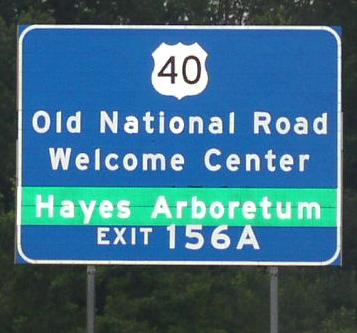 40
Old National Road
Welcome Center
Hayes Arboretum
EXIT 156A